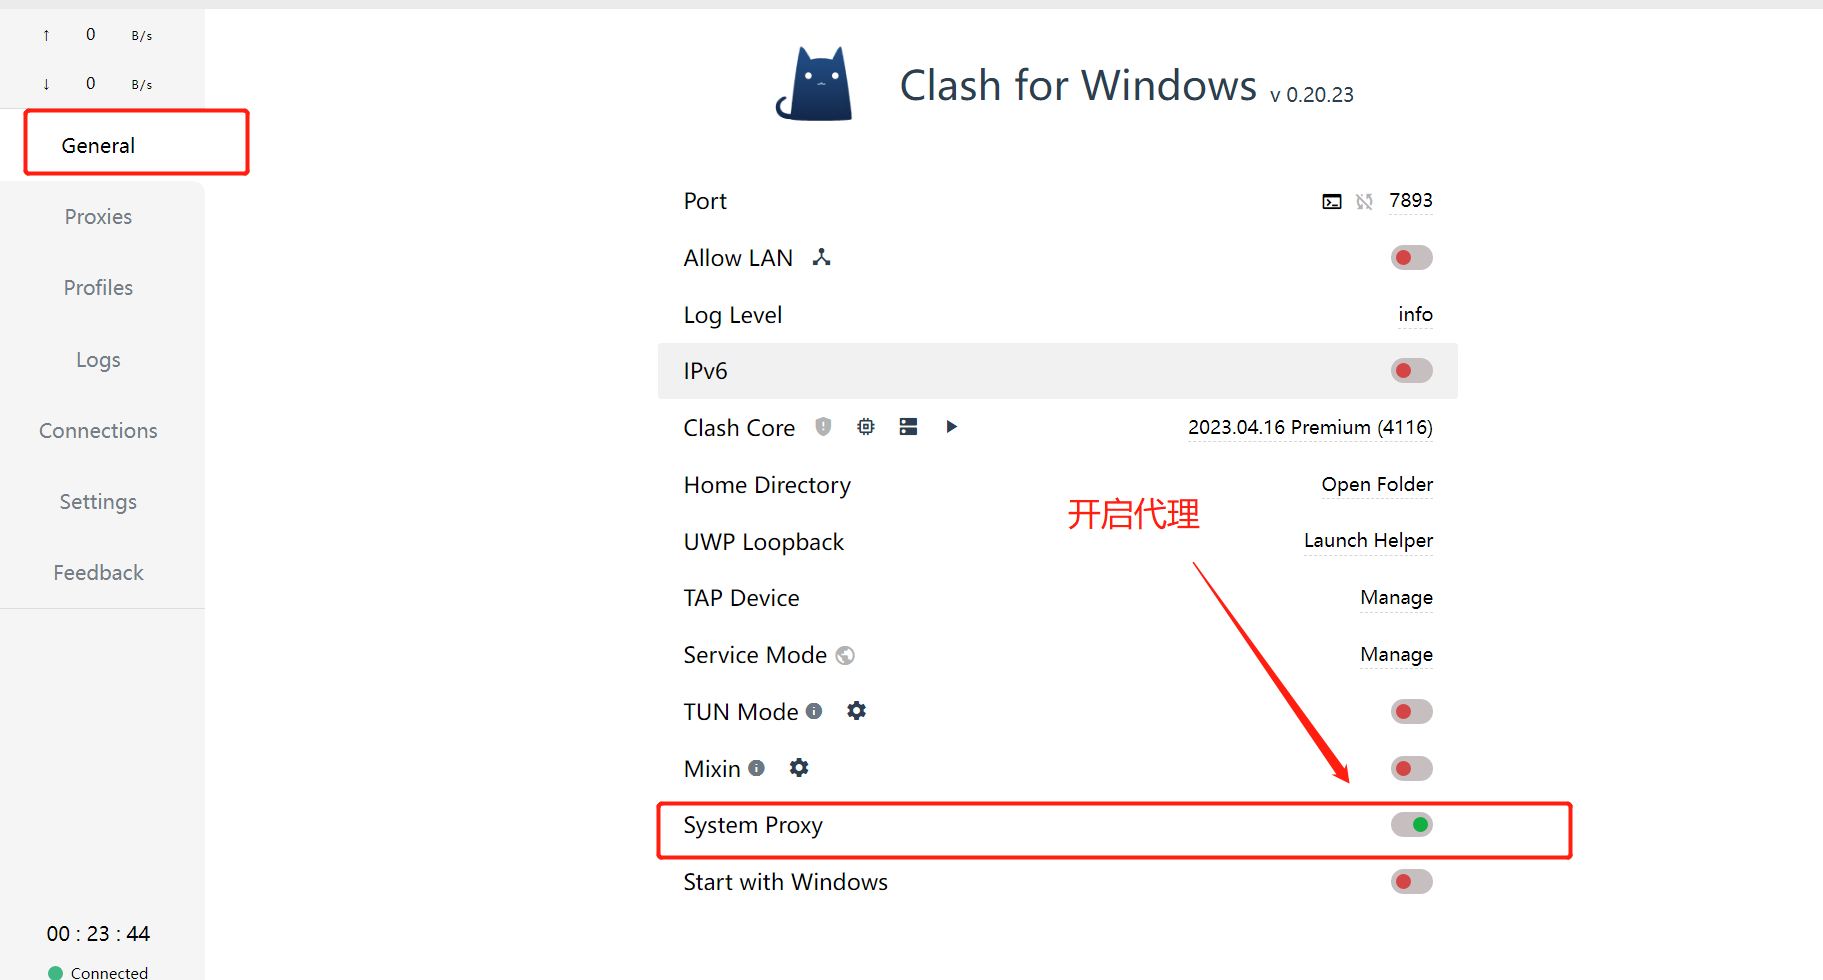 ↑ 0 B/s
↓ 0 B/s
General
Proxies
Profiles
Logs
Connections
Settings
Feedback
00 : 23 : 44
Connected
Clash for Windows v 0.20.23
Port 7893
Allow LAN
Log Level info
IPv6
Clash Core 2023.04.16 Premium (4116)
Home Directory Open Folder
开启代理
UWP Loopback Launch Helper
TAP Device Manage
Service Mode Manage
TUN Mode
Mixin
System Proxy
Start with Windows